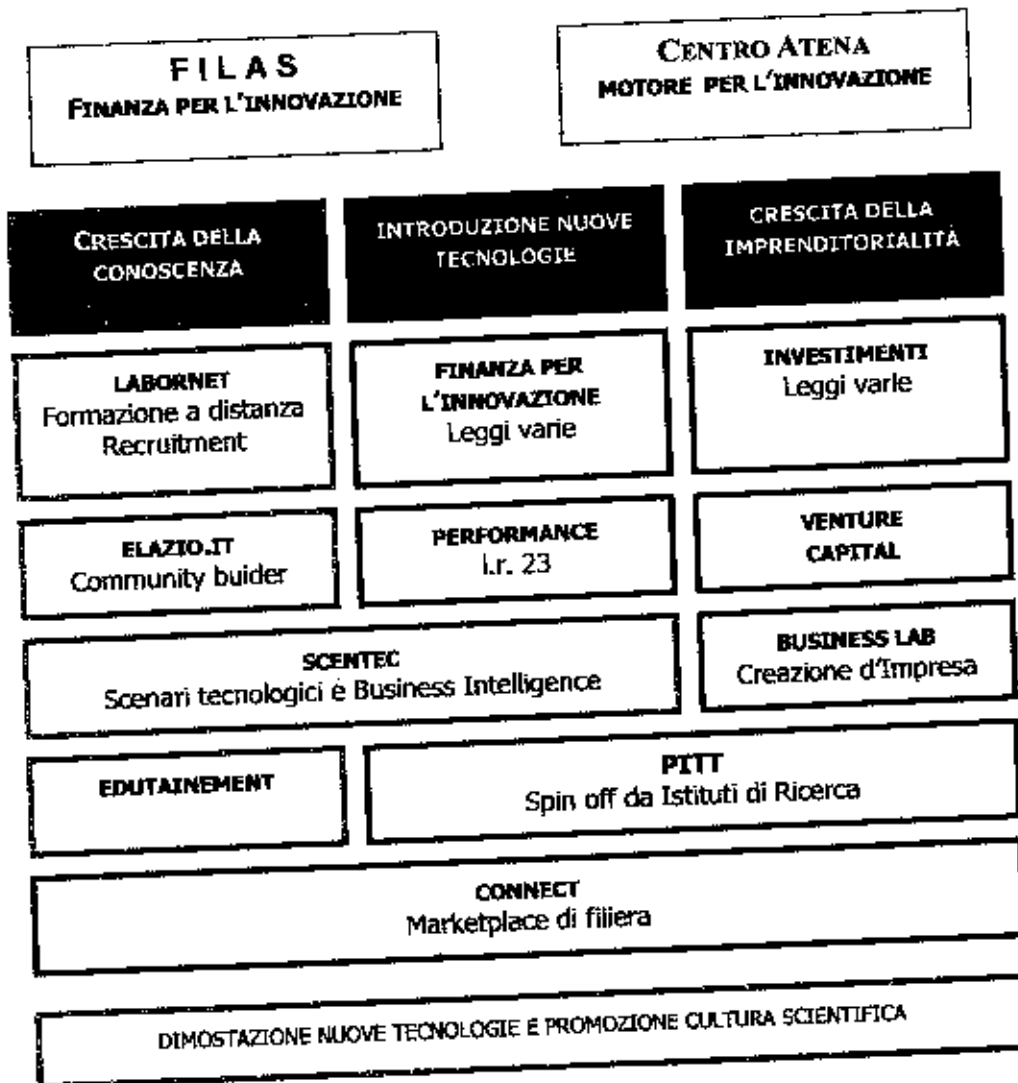 FILAS
FINANZA PER L'INNOVAZIONE
CENTRO ATENA
MOTORE PER L'INNOVAZIONE
CRESCITA DELLA
CONOSCENZA
INTRODUZIONE NUOVE
TECNOLOGIE
CRESCITA DELLA
IMPRENDITORIALITÀ
LABORNET
Formazione a distanza
Recruitment
FINANZA PER
L'INNOVAZIONE
Leggi varie
INVESTIMENTI
Leggi varie
ELAZIO.IT
Community buider
PERFORMANCE
l.r. 23
VENTURE
CAPITAL
SCENTEC
Scenari tecnologici e Business Intelligence
BUSINESS LAB
Creazione d'Impresa
EDUTAINEMENT
PITT
Spin off da Istituti di Ricerca
CONNECT
Marketplace di filiera
DIMOSTAZIONE NUOVE TECNOLOGIE E PROMOZIONE CULTURA SCIENTIFICA